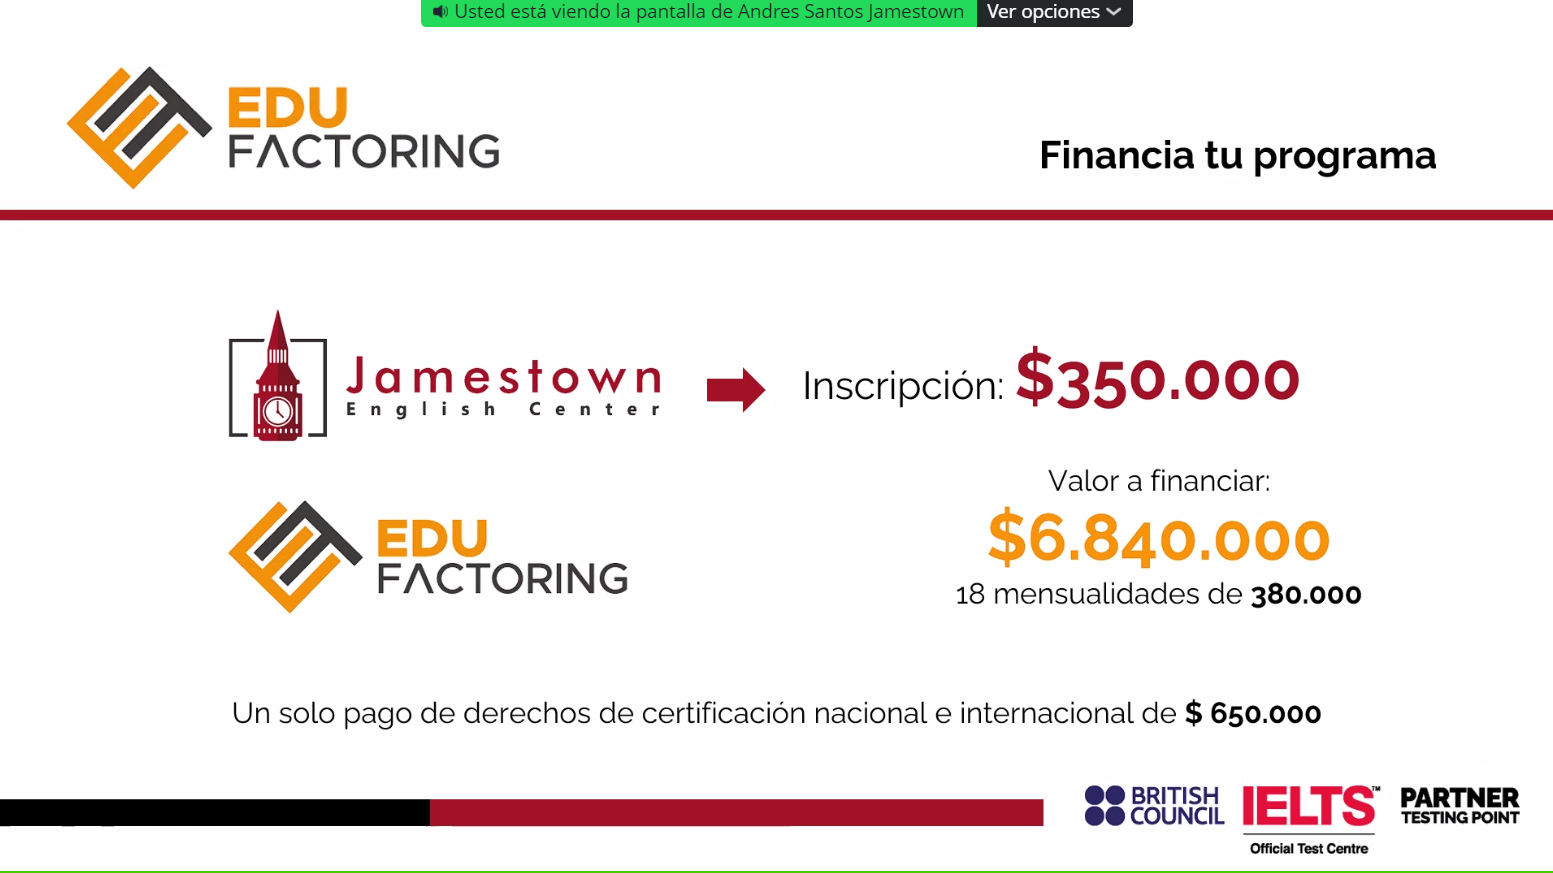 Usted está viendo la pantalla de Andres Santos Jamestown
Ver opciones
EDU
FACTORING
Financia tu programa
Jamestown
English Center
Inscripción: $350.000
Valor a financiar:
$6.840.000
18 mensualidades de 380.000
EDU
FACTORING
Un solo pago de derechos de certificación nacional e internacional de $ 650.000
BRITISH
COUNCIL
IELTS™
Official Test Centre
PARTNER
TESTING POINT